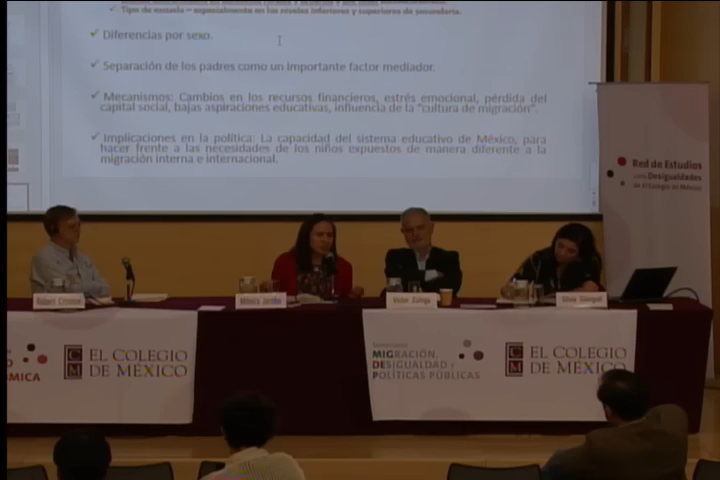 ✓ Tipo de escuela – especialmente en los niveles inferiores y superiores de secundaria.
✓ Diferencias por sexo.
✓ Separación de los padres como un importante factor mediador.
✓ Mecanismos: Cambios en los recursos financieros, estrés emocional, pérdida del
capital social, bajas aspiraciones educativas, influencia de la "cultura de migración".
✓ Implicaciones en la política: La capacidad del sistema educativo de México, para
hacer frente a las necesidades de los niños expuestos de manera diferente a la
migración interna e internacional.
Red de Estudios
sobre Desigualdades
de El Colegio de México
Robert
Mónica
Víctor Zúñiga
Silvia
EL COLEGIO
DE MÉXICO
Seminario
MIGRACIÓN,
DESIGUALDAD Y
POLÍTICAS PÚBLICAS
CM
EL COLEGIO
DE MÉXICO